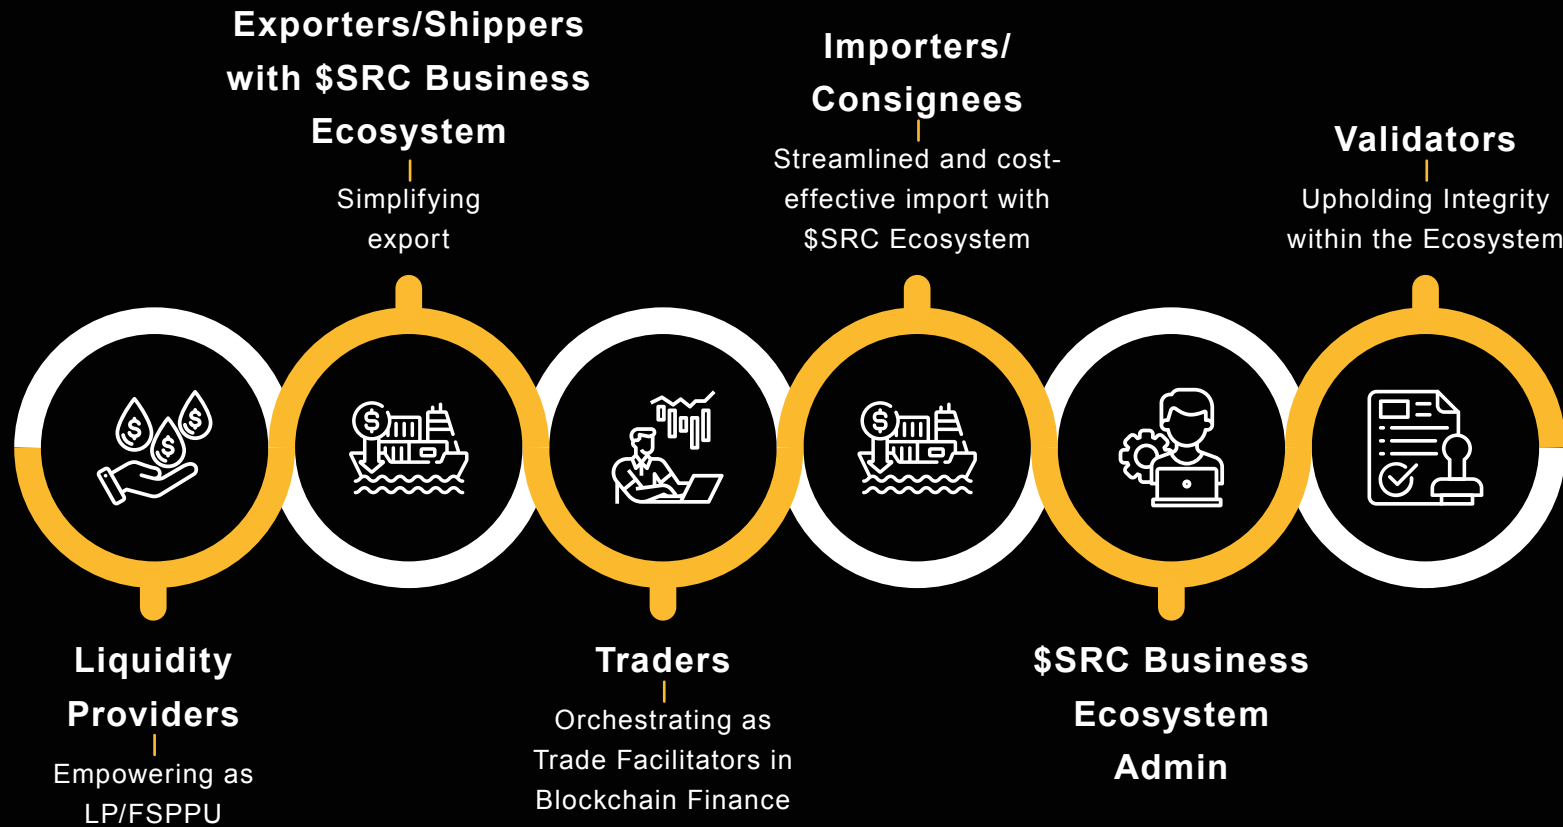 Exporters/Shippers
with $SRC Business
Ecosystem
Simplifying
export
Importers/
Consignees
Streamlined and cost-
effective import with
$SRC Ecosystem
Validators
Upholding Integrity
within the Ecosystem
Liquidity
Providers
Empowering as
LP/FSPPU
Traders
Orchestrating as
Trade Facilitators in
Blockchain Finance
$SRC Business
Ecosystem
Admin